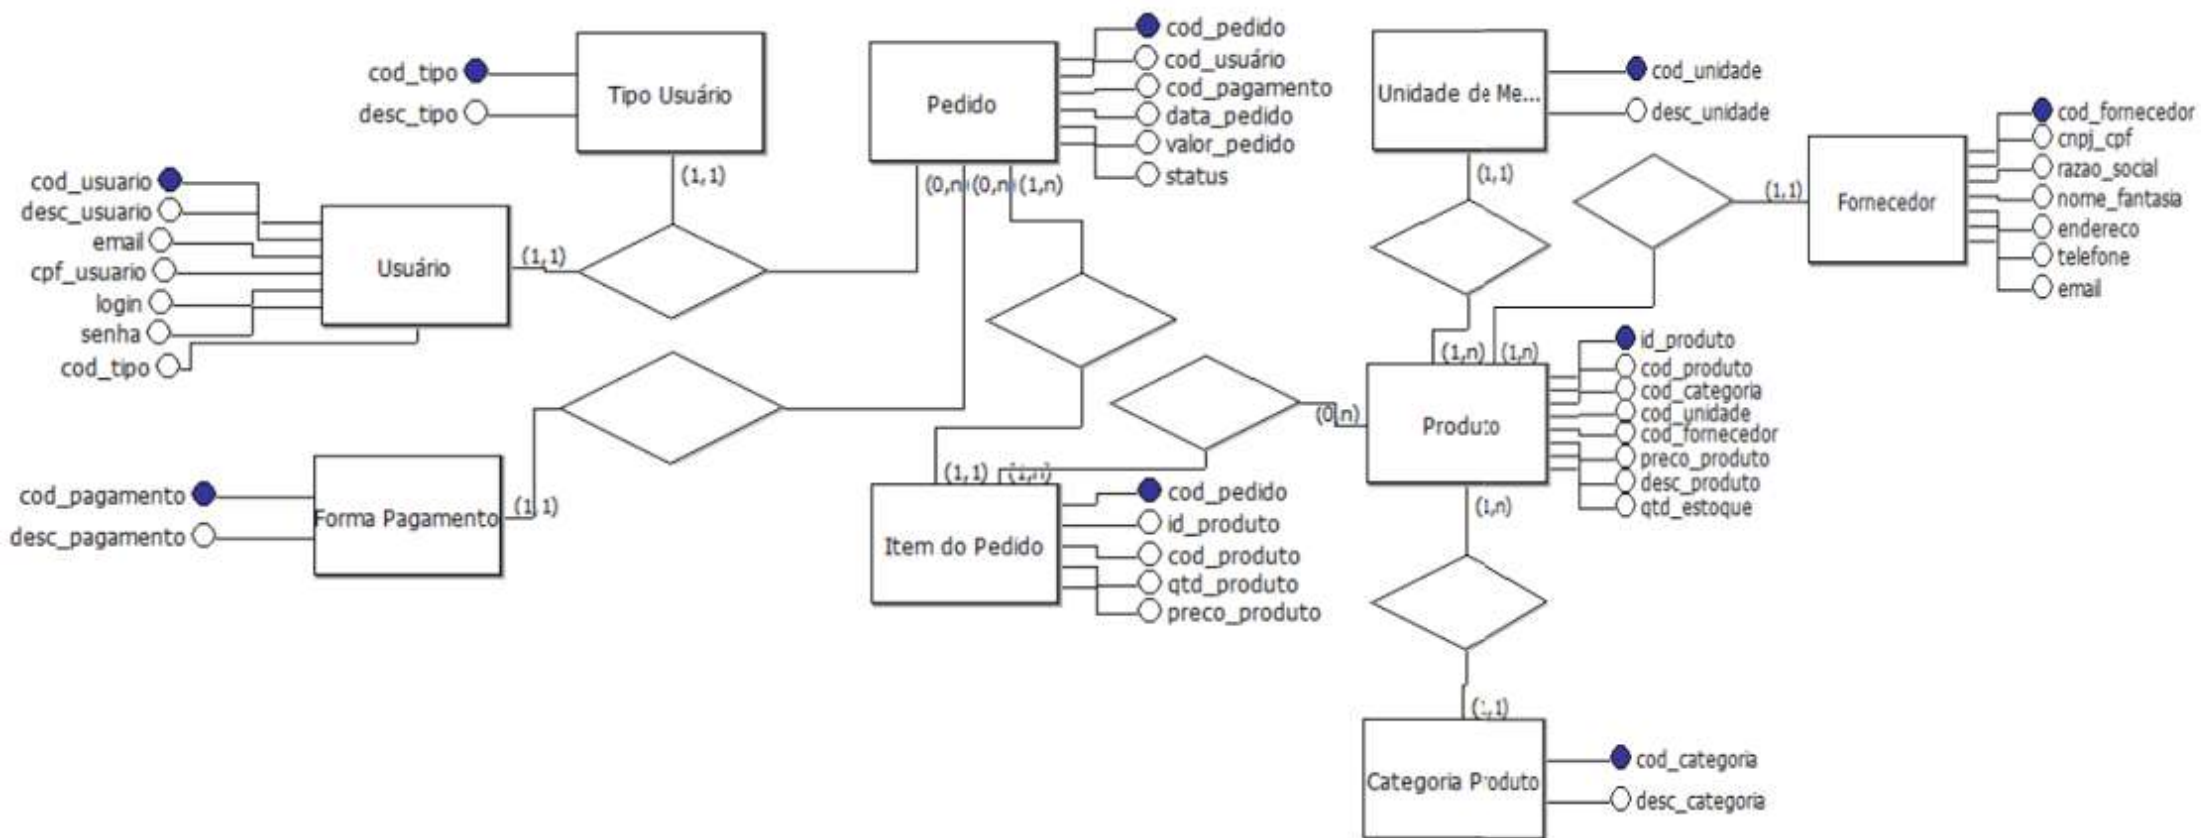 cod_tipo
desc_tipo
Tipo Usuário
(1,1)
cod_usuario
desc_usuario
email
cpf_usuario
login
senha
cod_tipo
Usuário
(1,1)
Pedido
cod_pedido
cod_usuário
cod_pagamento
data_pedido
valor_pedido
status
(0,n)
(0,n)
(1,n)
Unidade de Me...
cod_unidade
desc_unidade
(1,1)
(1,1)
Fornecedor
cod_fornecedor
cnpj_cpf
razao_social
nome_fantasia
endereco
telefone
email
(1,n)
(1,n)
(0,n)
Produto
id_produto
cod_produto
cod_categoria
cod_unidade
cod_fornecedor
preco_produto
desc_produto
qtd_estoque
(1,n)
cod_pagamento
desc_pagamento
Forma Pagamento
(1,1)
(1,1)
(1,n)
Item do Pedido
cod_pedido
id_produto
cod_produto
qtd_produto
preco_produto
(1,1)
Categoria Produto
cod_categoria
desc_categoria